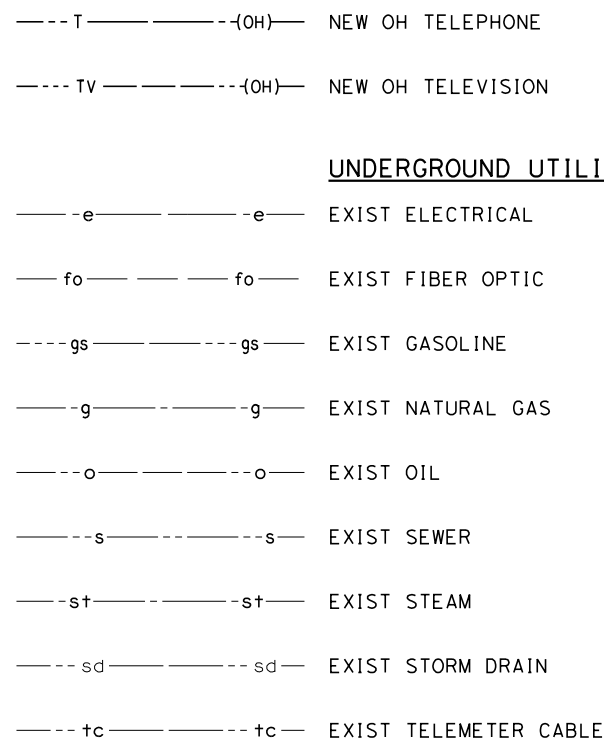 T (OH) NEW OH TELEPHONE
TV (OH) NEW OH TELEVISION
UNDERGROUND UTILI
e e EXIST ELECTRICAL
fo fo EXIST FIBER OPTIC
gs gs EXIST GASOLINE
g g EXIST NATURAL GAS
o o EXIST OIL
s s EXIST SEWER
st st EXIST STEAM
sd sd EXIST STORM DRAIN
tc tc EXIST TELEMETER CABLE